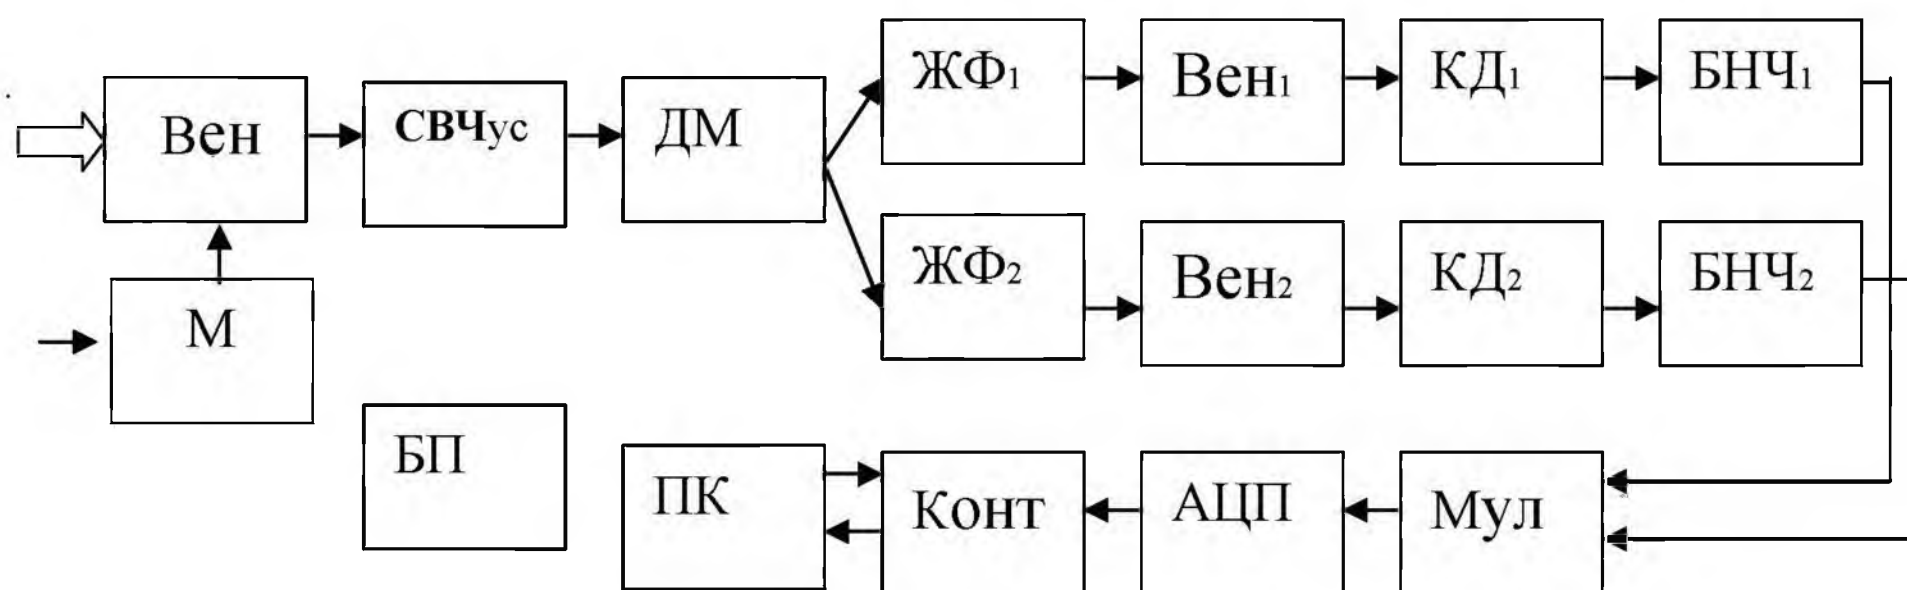 ЖФ₁ Вен₁ КД₁ БНЧ₁
Вен СВЧус ДМ
ЖФ₂ Вен₂ КД₂ БНЧ₂
М
БП
ПК Конт АЦП Мул